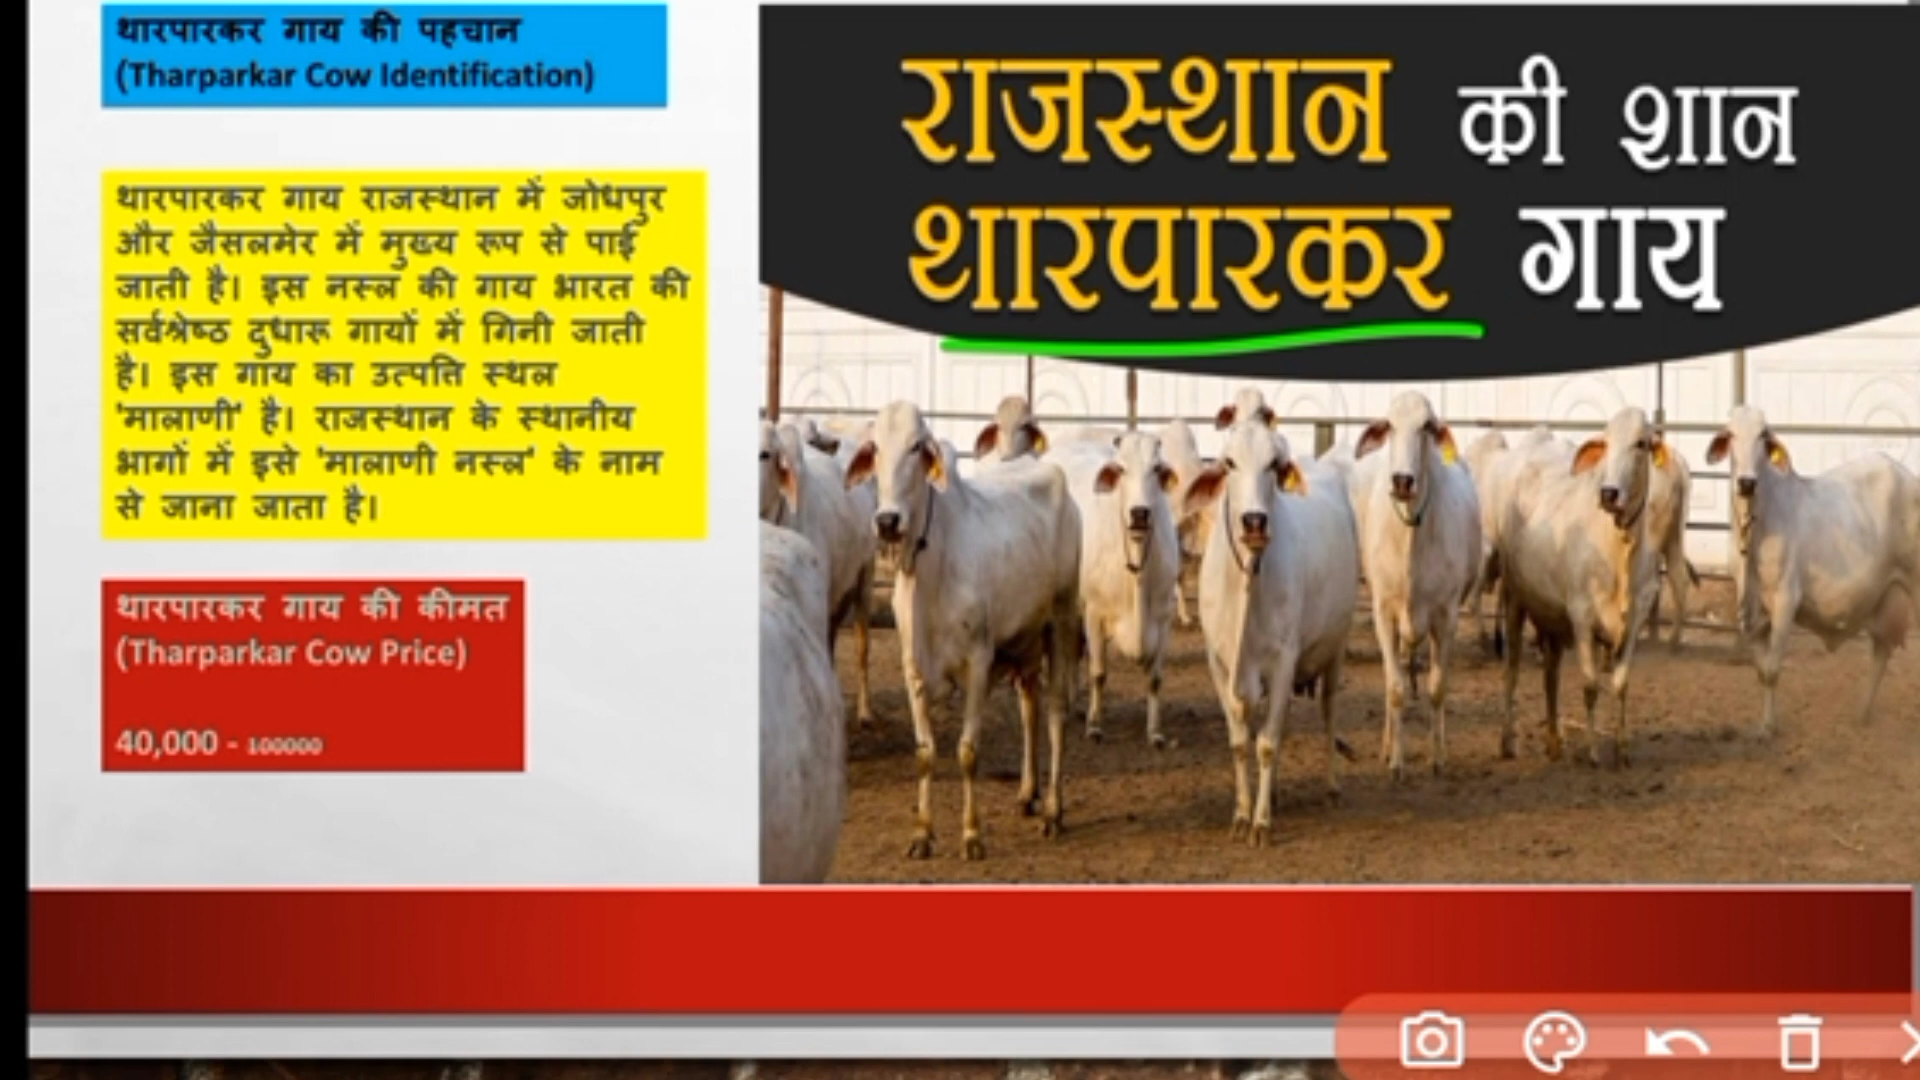 थारपारकर गाय की पहचान
(Tharparkar Cow Identification)
थारपारकर गाय राजस्थान में जोधपुर
और जैसलमेर में मुख्य रूप से पाई
जाती है। इस नस्ल की गाय भारत की
सर्वश्रेष्ठ दुधारू गायों में गिनी जाती
है। इस गाय का उत्पत्ति स्थल
'मालाणी' है। राजस्थान के स्थानीय
भागों में इसे 'मालाणी नस्ल' के नाम
से जाना जाता है।
थारपारकर गाय की कीमत
(Tharparkar Cow Price)
40,000 - 100000
राजस्थान की शान
थारपारकर गाय